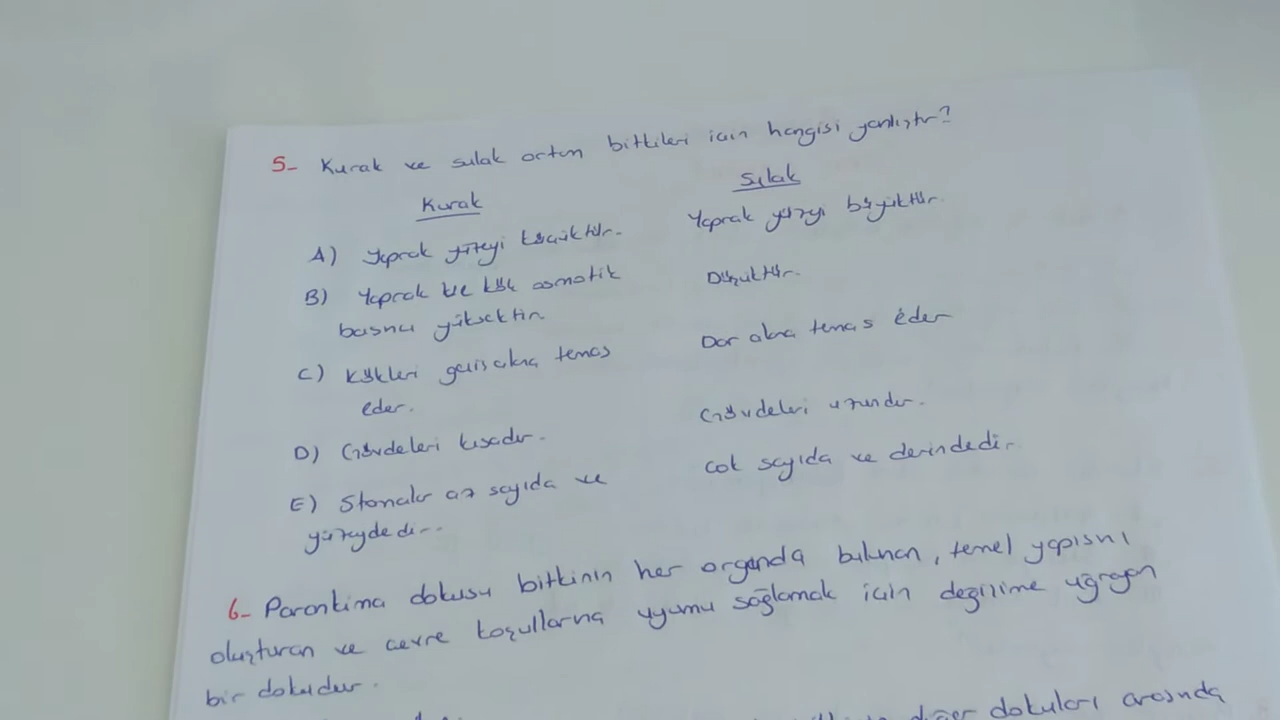 5- Kurak ve sulak ortam bitkileri için hangisi yanlıştır?
Kurak Sulak
A) Yaprak yüzeyi küçüktür. Yaprak yüzeyi büyüktür.
B) Yaprak ve kök osmotik Düşüktür.
basıncı yüksektir.
C) Kökleri geniş alana temas Dar alana temas eder
eder.
D) Gövdeleri kısadır. Gövdeleri uzundur.
E) Stomalar az sayıda ve Çok sayıda ve derindedir.
yüzeydedir.
6- Parankima dokusu bitkinin her organında bulunan, temel yapısını
oluşturan ve çevre koşullarına uyumu sağlamak için değişime uğrayan
bir dokudur.
diğer dokuları arasında